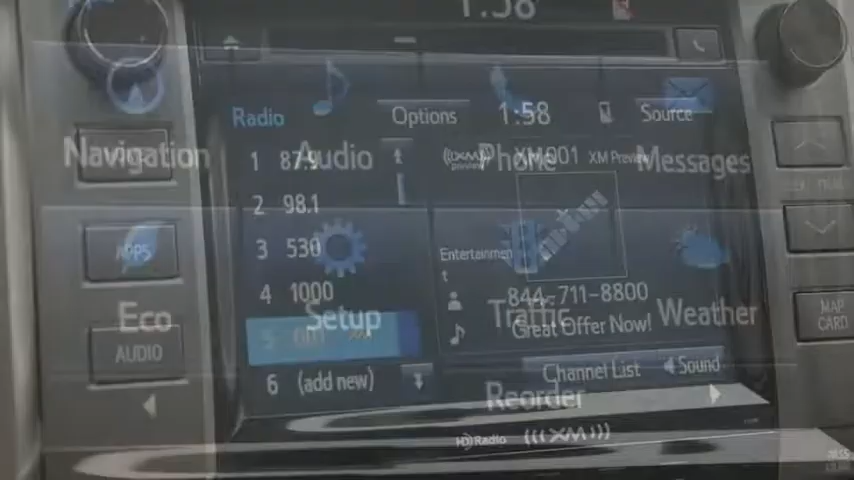 1:58
Radio
Options
1:58
Source
Navigation
Audio
Phone
Messages
1 87.9
XM001
XM Preview
2 98.1
3 530
APPS
Entertainmen
t
4 1000
844-711-8800
Eco
Setup
Traffic
Weather
Great Offer Now!
MAP
CARD
AUDIO
6 (add new)
Channel List
Sound
Reorder
HD Radio
((XM))